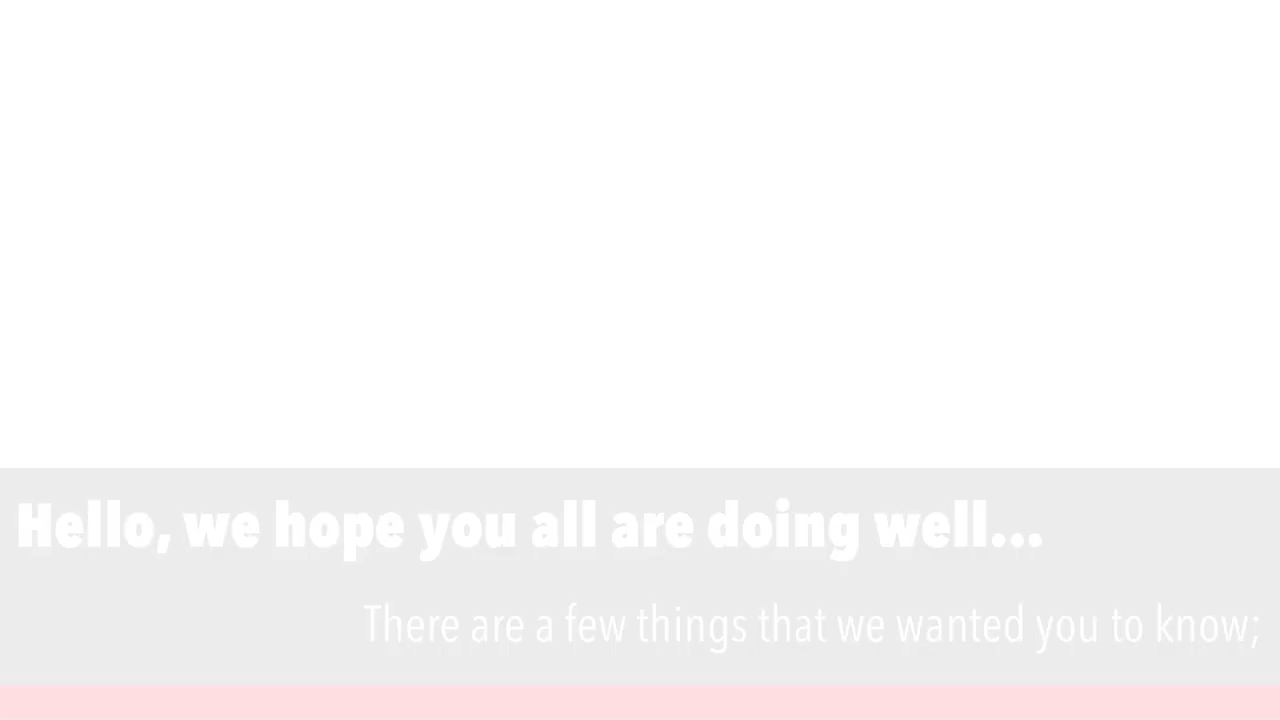 Hello, we hope you all are doing well...
There are a few things that we wanted you to know;